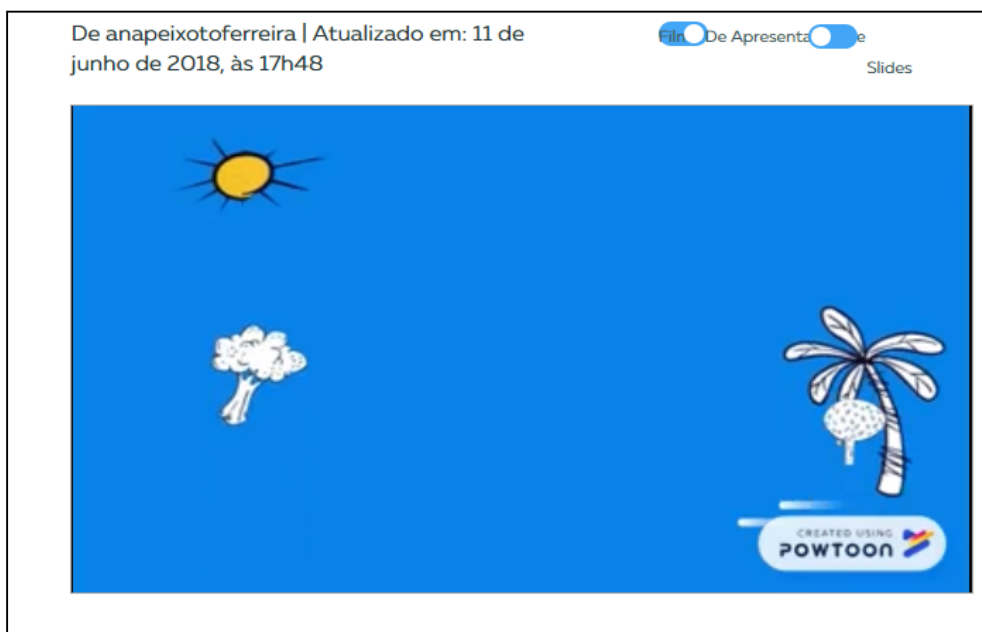 De anapeixotoferreira | Atualizado em: 11 de
junho de 2018, às 17h48
De Apresenta
Slides
CREATED USING
POWTOON